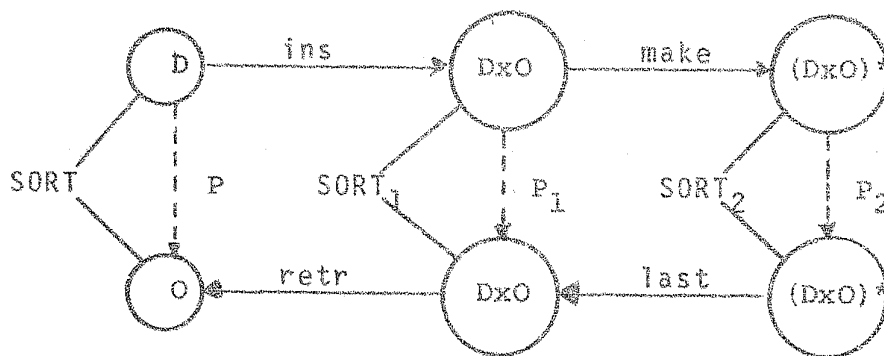 D ins DxO make (DxO)*
SORT P SORT₁ P₁ SORT₂ P₂
O retr DxO last (DxO)*